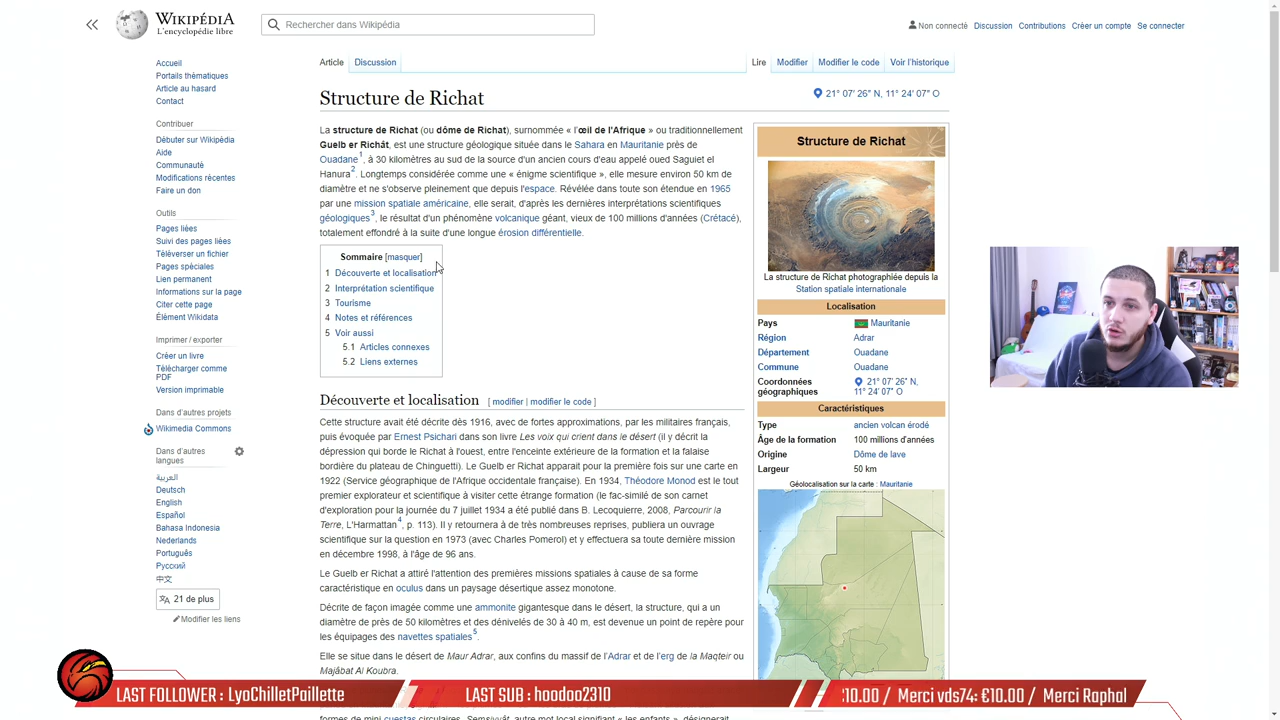 WIKIPÉDIA
L'encyclopédie libre
Rechercher dans Wikipédia
Non connecté Discussion Contributions Créer un compte Se connecter
Accueil
Portails thématiques
Article au hasard
Contact
Contribuer
Débuter sur Wikipédia
Aide
Communauté
Modifications récentes
Faire un don
Outils
Pages liées
Suivi des pages liées
Téléverser un fichier
Pages spéciales
Lien permanent
Informations sur la page
Citer cette page
Élément Wikidata
Imprimer / exporter
Créer un livre
Télécharger comme
PDF
Version imprimable
Dans d'autres projets
Wikimedia Commons
Dans d'autres
langues
العربية
Deutsch
English
Español
Bahasa Indonesia
Nederlands
Português
Русский
中文
21 de plus
Modifier les liens
Article Discussion
Lire Modifier Modifier le code Voir l'historique
Structure de Richat
21° 07′ 26″ N, 11° 24′ 07″ O
La structure de Richat (ou dôme de Richat), surnommée « l'œil de l'Afrique » ou traditionnellement
Guelb er Richât, est une structure géologique située dans le Sahara en Mauritanie près de
Ouadane1, à 30 kilomètres au sud de la source d'un ancien cours d'eau appelé oued Saguiet el
Hanura2. Longtemps considérée comme une « énigme scientifique », elle mesure environ 50 km de
diamètre et ne s'observe pleinement que depuis l'espace. Révélée dans toute son étendue en 1965
par une mission spatiale américaine, elle serait, d'après les dernières interprétations scientifiques
géologiques3, le résultat d'un phénomène volcanique géant, vieux de 100 millions d'années (Crétacé),
totalement effondré à la suite d'une longue érosion différentielle.
Sommaire [masquer]
1 Découverte et localisation
2 Interprétation scientifique
3 Tourisme
4 Notes et références
5 Voir aussi
5.1 Articles connexes
5.2 Liens externes
Découverte et localisation [ modifier | modifier le code ]
Cette structure avait été décrite dès 1916, avec de fortes approximations, par les militaires français,
puis évoquée par Ernest Psichari dans son livre Les voix qui crient dans le désert (il y décrit la
dépression qui borde le Richat à l'ouest, entre l'enceinte extérieure de la formation et la falaise
bordière du plateau de Chinguetti). Le Guelb er Richat apparait pour la première fois sur une carte en
1922 (Service géographique de l'Afrique occidentale française). En 1934, Théodore Monod est le tout
premier explorateur et scientifique à visiter cette étrange formation (le fac-similé de son carnet
d'exploration pour la journée du 7 juillet 1934 a été publié dans B. Lecoquierre, 2008, Parcourir la
Terre, L'Harmattan4, p. 113). Il y retournera à de très nombreuses reprises, publiera un ouvrage
scientifique sur la question en 1973 (avec Charles Pomerol) et y effectuera sa toute dernière mission
en décembre 1998, à l'âge de 96 ans.
Le Guelb er Richat a attiré l'attention des premières missions spatiales à cause de sa forme
caractéristique en oculus dans un paysage désertique assez monotone.
Décrite de façon imagée comme une ammonite gigantesque dans le désert, la structure, qui a un
diamètre de près de 50 kilomètres et des dénivelés de 30 à 40 m, est devenue un point de repère pour
les équipages des navettes spatiales5.
Elle se situe dans le désert de Maur Adrar, aux confins du massif de l'Adrar et de l'erg de la Maqteir ou
Majâbat Al Koubra.
formes de mini cuestas circulaires. Semsiyyât, autre mot local signifiant « les enfants », désignerait
Structure de Richat
La structure de Richat photographiée depuis la
Station spatiale internationale
Localisation
Pays Mauritanie
Région Adrar
Département Ouadane
Commune Ouadane
Coordonnées 21° 07′ 26″ N,
géographiques 11° 24′ 07″ O
Caractéristiques
Type ancien volcan érodé
Âge de la formation 100 millions d'années
Origine Dôme de lave
Largeur 50 km
Géolocalisation sur la carte : Mauritanie
LAST FOLLOWER : LyoChilletPaillette
LAST SUB : hoodoo2310
10.00 / Merci vds74: €10.00 / Merci Raphal